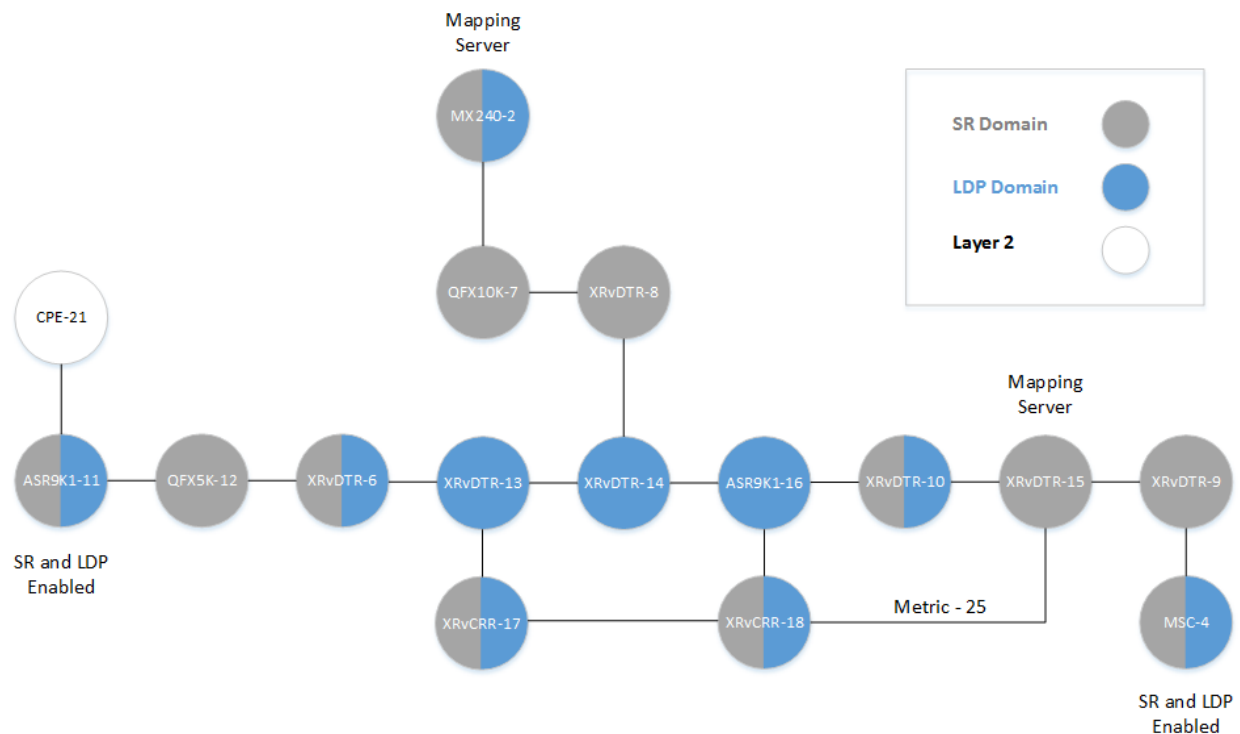 Mapping
Server
MX240-2
SR Domain
LDP Domain
Layer 2
QFX10K-7
XRvDTR-8
CPE-21
Mapping
Server
ASR9K1-11
QFX5K-12
XRvDTR-6
XRvDTR-13
XRvDTR-14
ASR9K1-16
XRvDTR-10
XRvDTR-15
XRvDTR-9
SR and LDP
Enabled
XRvCRR-17
XRvCRR-18
Metric - 25
MSC-4
SR and LDP
Enabled